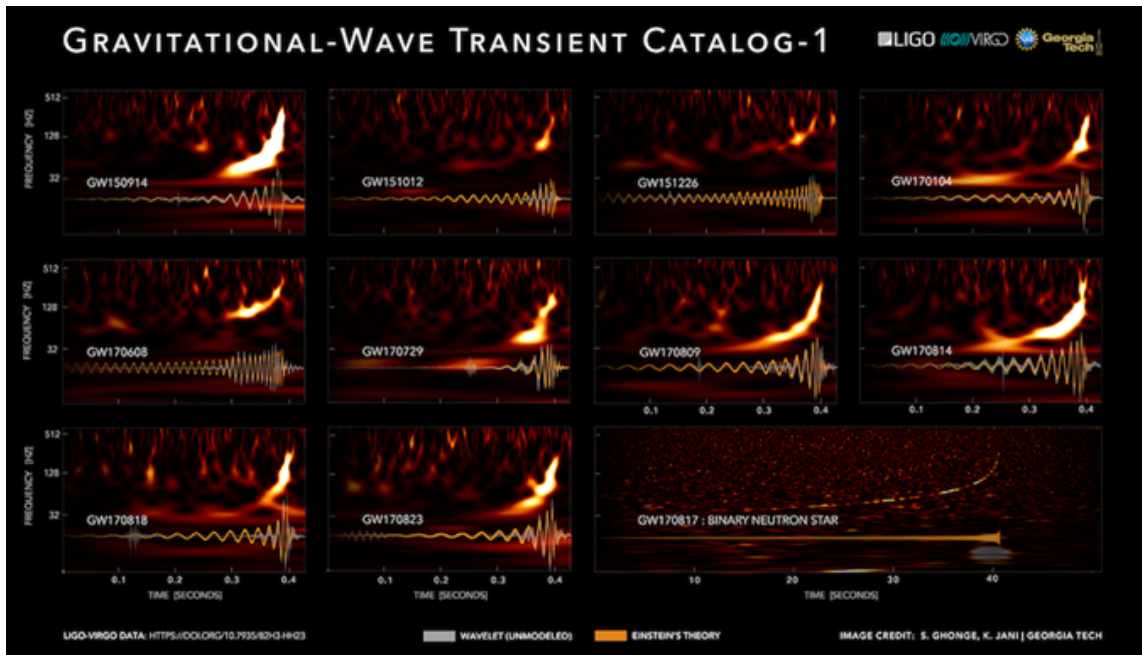 GRAVITATIONAL-WAVE TRANSIENT CATALOG-1
LIGO VIRGO Georgia Tech
FREQUENCY [HZ]
512
128
32
GW150914
GW151012
GW151226
GW170104
FREQUENCY [HZ]
512
128
32
GW170608
GW170729
GW170809
GW170814
0.1 0.2 0.3 0.4
0.1 0.2 0.3 0.4
FREQUENCY [HZ]
512
128
32
GW170818
GW170823
GW170817 : BINARY NEUTRON STAR
0.1 0.2 0.3 0.4
0.1 0.2 0.3 0.4
10 20 30 40
TIME [SECONDS]
TIME [SECONDS]
TIME [SECONDS]
LIGO-VIRGO DATA: HTTPS://DOI.ORG/10.7935/82H3-HH23
WAVELET (UNMODELED)
EINSTEIN'S THEORY
IMAGE CREDIT: S. GHONGE, K. JANI | GEORGIA TECH